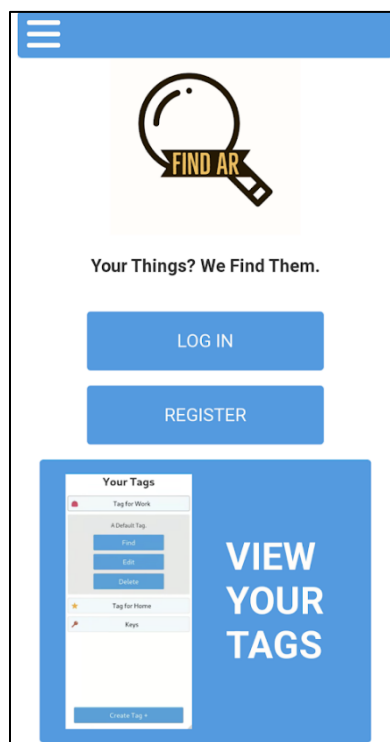 FIND AR
Your Things? We Find Them.
LOG IN
REGISTER
Your Tags
Tag for Work
A Default Tag.
Find
Edit
Delete
Tag for Home
Keys
Create Tag +
VIEW
YOUR
TAGS